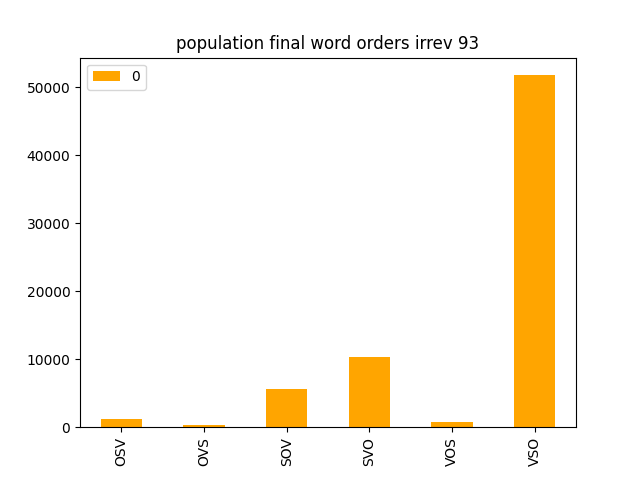 population final word orders irrev 93
0
50000
40000
30000
20000
10000
0
OSV
OVS
SOV
SVO
VOS
VSO